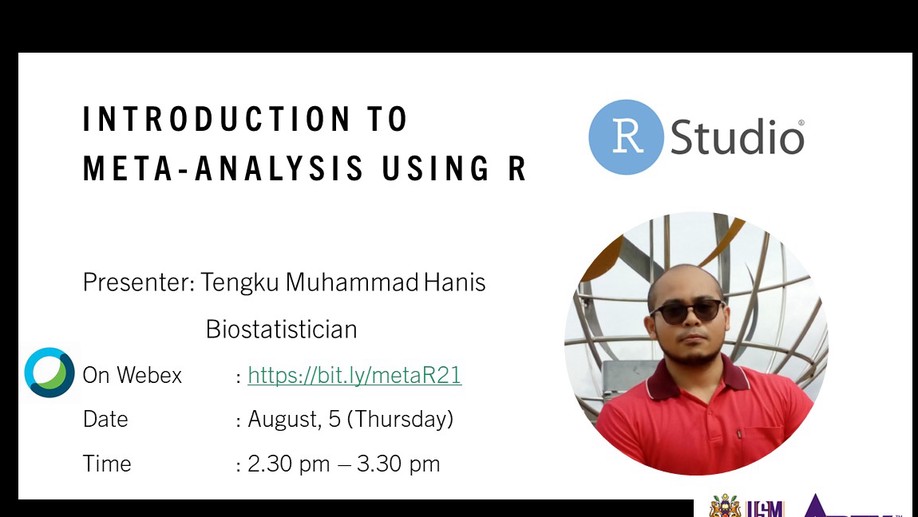 INTRODUCTION TO
META-ANALYSIS USING R
R Studio®
Presenter: Tengku Muhammad Hanis
Biostatistician
On Webex : https://bit.ly/metaR21
Date : August, 5 (Thursday)
Time : 2.30 pm – 3.30 pm
USM